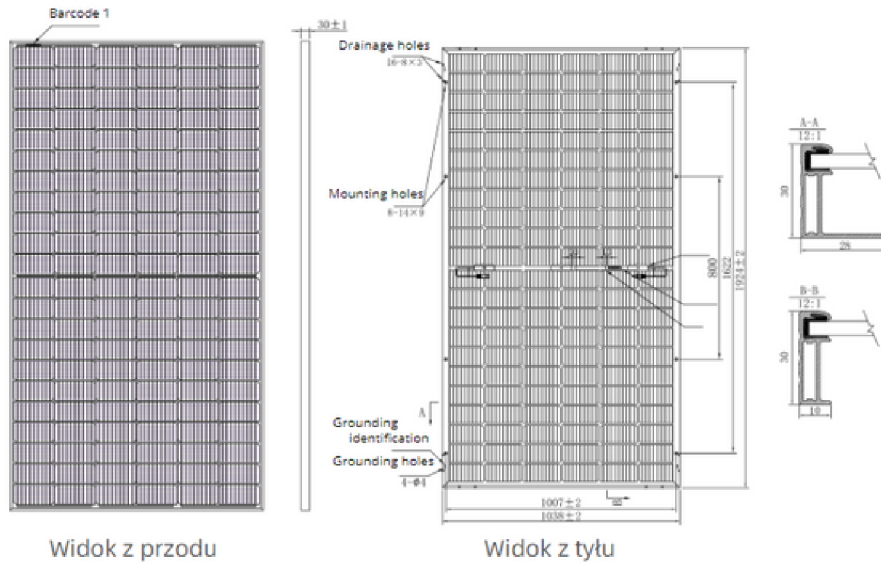 Barcode 1
30±1
Drainage holes
16-8×3
Mounting holes
8-14×9
800
1622
1924±2
A
Grounding
identification
Grounding holes
4-Ø4
1007±2
1038±2
A-A
12:1
30
28
B-B
12:1
30
10
Widok z przodu
Widok z tyłu